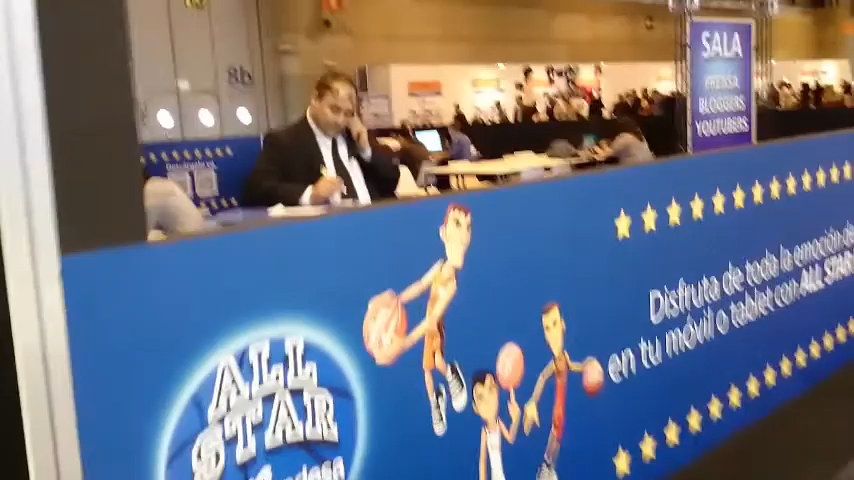 8b
SALA
PRENSA
BLOGGERS
YOUTUBERS
Disfruta de toda la emoción de
en tu móvil o tablet con ALL STAR
ALL
STAR